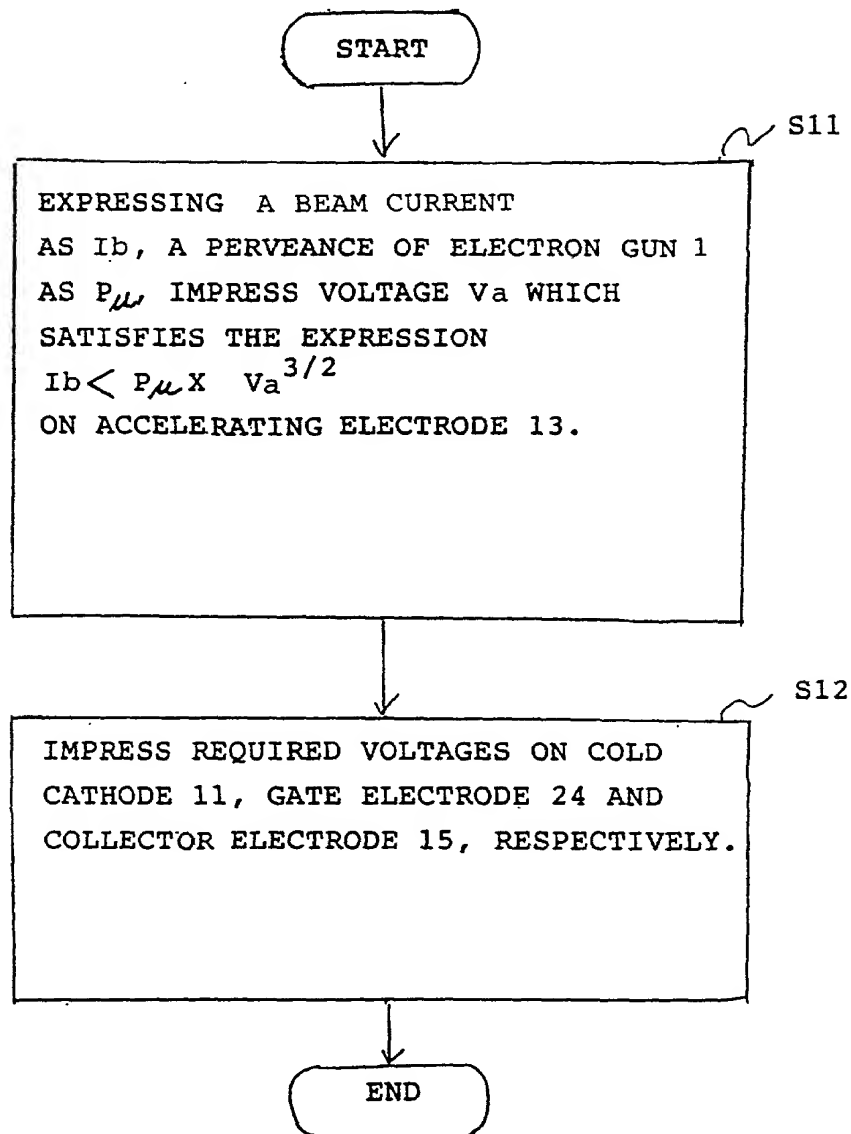 START
S11
EXPRESSING A BEAM CURRENT
AS Ib, A PERVEANCE OF ELECTRON GUN 1
AS Pμ, IMPRESS VOLTAGE Va WHICH
SATISFIES THE EXPRESSION
Ib < Pμ X Va^3/2
ON ACCELERATING ELECTRODE 13.
S12
IMPRESS REQUIRED VOLTAGES ON COLD
CATHODE 11, GATE ELECTRODE 24 AND
COLLECTOR ELECTRODE 15, RESPECTIVELY.
END